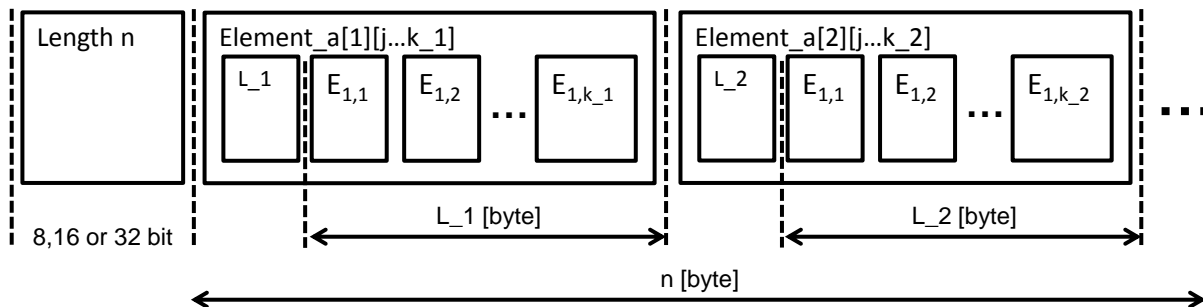 Length n
Element_a[1][j...k_1]
L_1
E1,1
E1,2
...
E1,k_1
Element_a[2][j...k_2]
L_2
E1,1
E1,2
...
E1,k_2
...
8,16 or 32 bit
L_1 [byte]
L_2 [byte]
n [byte]